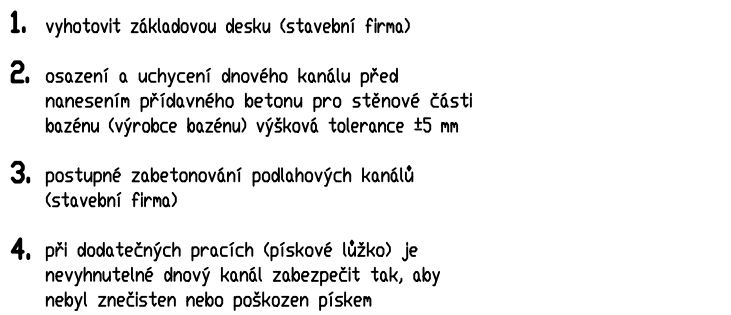 1. vyhotovit základovou desku (stavební firma)
2. osazení a uchycení dnového kanálu před
nanesením přídavného betonu pro stěnové části
bazénu (výrobce bazénu) výšková tolerance ±5 mm
3. postupné zabetonování podlahových kanálů
(stavební firma)
4. při dodatečných pracích (pískové lůžko) je
nevyhnutelné dnový kanál zabezpečit tak, aby
nebyl znečisten nebo poškozen pískem